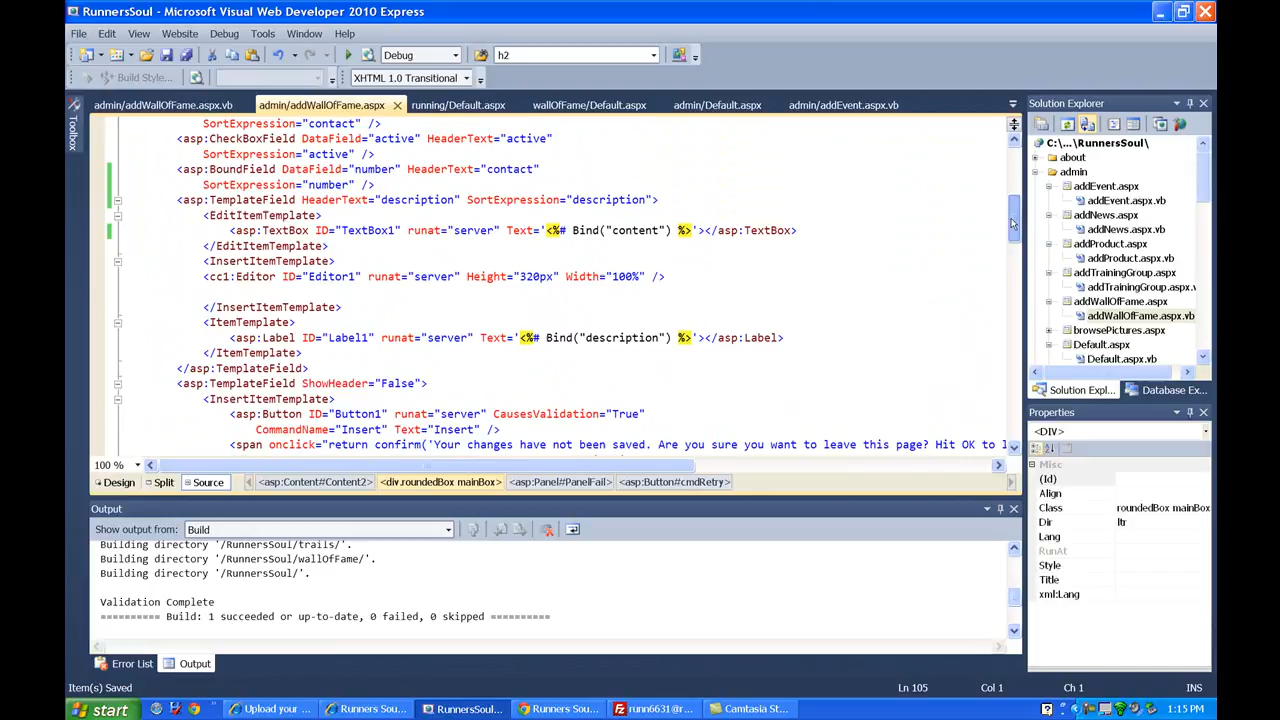 RunnersSoul - Microsoft Visual Web Developer 2010 Express
File Edit View Website Debug Tools Window Help
Debug h2
Build Style... XHTML 1.0 Transitional
admin/addWallOfFame.aspx.vb admin/addWallOfFame.aspx running/Default.aspx wallOfFame/Default.aspx admin/Default.aspx admin/addEvent.aspx.vb
Toolbox
SortExpression="contact" />
<asp:CheckBoxField DataField="active" HeaderText="active"
SortExpression="active" />
<asp:BoundField DataField="number" HeaderText="contact"
SortExpression="number" />
<asp:TemplateField HeaderText="description" SortExpression="description">
<EditItemTemplate>
<asp:TextBox ID="TextBox1" runat="server" Text='<%# Bind("content") %>'></asp:TextBox>
</EditItemTemplate>
<InsertItemTemplate>
<cc1:Editor ID="Editor1" runat="server" Height="320px" Width="100%" />
</InsertItemTemplate>
<ItemTemplate>
<asp:Label ID="Label1" runat="server" Text='<%# Bind("description") %>'></asp:Label>
</ItemTemplate>
</asp:TemplateField>
<asp:TemplateField ShowHeader="False">
<InsertItemTemplate>
<asp:Button ID="Button1" runat="server" CausesValidation="True"
CommandName="Insert" Text="Insert" />
<span onclick="return confirm('Your changes have not been saved. Are you sure you want to leave this page? Hit OK to l
100 %
Design Split Source <asp:Content#Content2> <div.roundedBox mainBox> <asp:Panel#PanelFail> <asp:Button#cmdRetry>
Output
Show output from: Build
Building directory '/RunnersSoul/trails/'.
Building directory '/RunnersSoul/wallOfFame/'.
Building directory '/RunnersSoul/'.
Validation Complete
========== Build: 1 succeeded or up-to-date, 0 failed, 0 skipped ==========
Error List Output
Solution Explorer
C:\...\RunnersSoul\
about
admin
addEvent.aspx
addEvent.aspx.vb
addNews.aspx
addNews.aspx.vb
addProduct.aspx
addProduct.aspx.vb
addTrainingGroup.aspx
addTrainingGroup.aspx.v
addWallOfFame.aspx
addWallOfFame.aspx.vb
browsePictures.aspx
Default.aspx
Default.aspx.vb
Solution Expl... Database Ex...
Properties
<DIV>
Misc
(Id)
Align
Class roundedBox mainBox
Dir ltr
Lang
RunAt
Style
Title
xml:Lang
Item(s) Saved Ln 105 Col 1 Ch 1 INS
start Upload your ... Runners Sou... RunnersSoul... Runners Sou... runn6631@r... Camtasia St... 1:15 PM